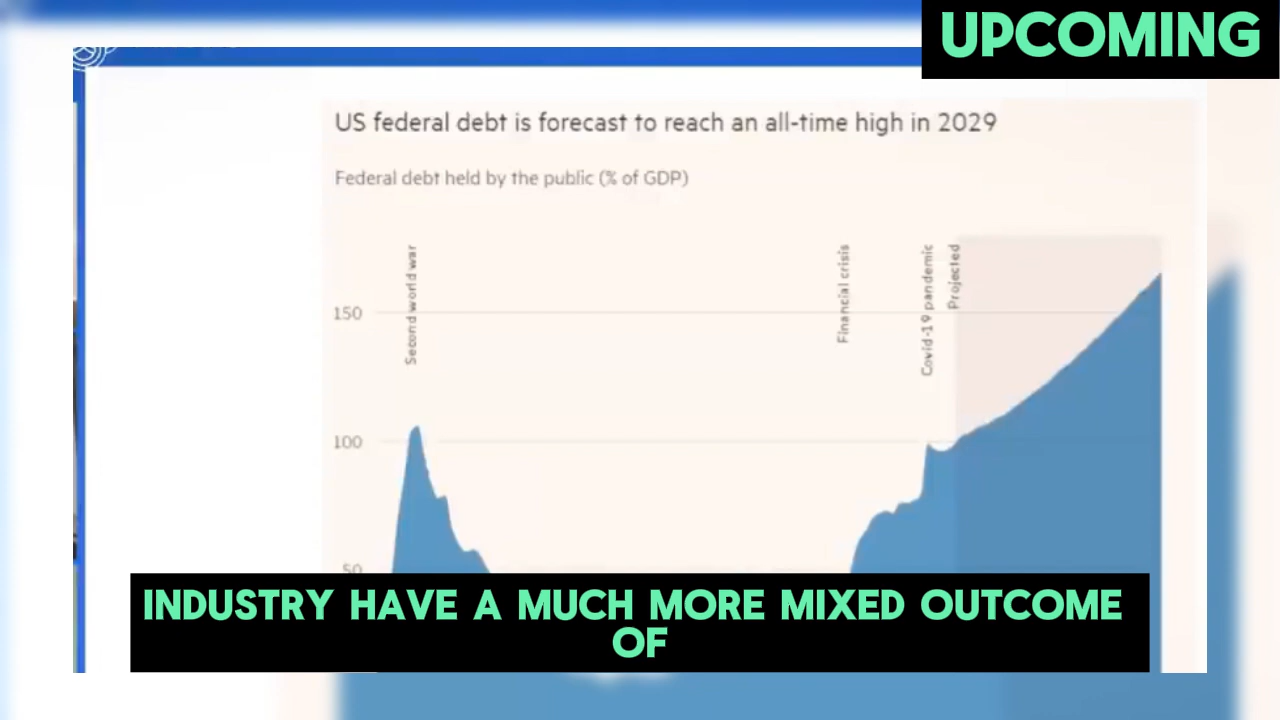 UPCOMING
US federal debt is forecast to reach an all-time high in 2029
Federal debt held by the public (% of GDP)
Second world war
Financial crisis
Covid-19 pandemic
Projected
150
100
50
INDUSTRY HAVE A MUCH MORE MIXED OUTCOME
OF